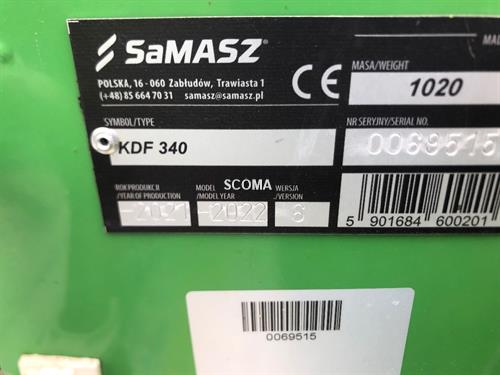 SaMASZ®
POLSKA, 16 - 060 Zabłudów, Trawiasta 1
(+48) 85 664 70 31 samasz@samasz.pl
CE
MASA/WEIGHT
1020
SYMBOL/TYPE
KDF 340
NR SERYJNY/SERIAL NO.
0069515
ROK PRODUKCJI
/YEAR OF PRODUCTION
-2021-
MODEL SCOMA
/MODEL YEAR
-2022-
WERSJA
/VERSION
6
5 901684 600201
0069515